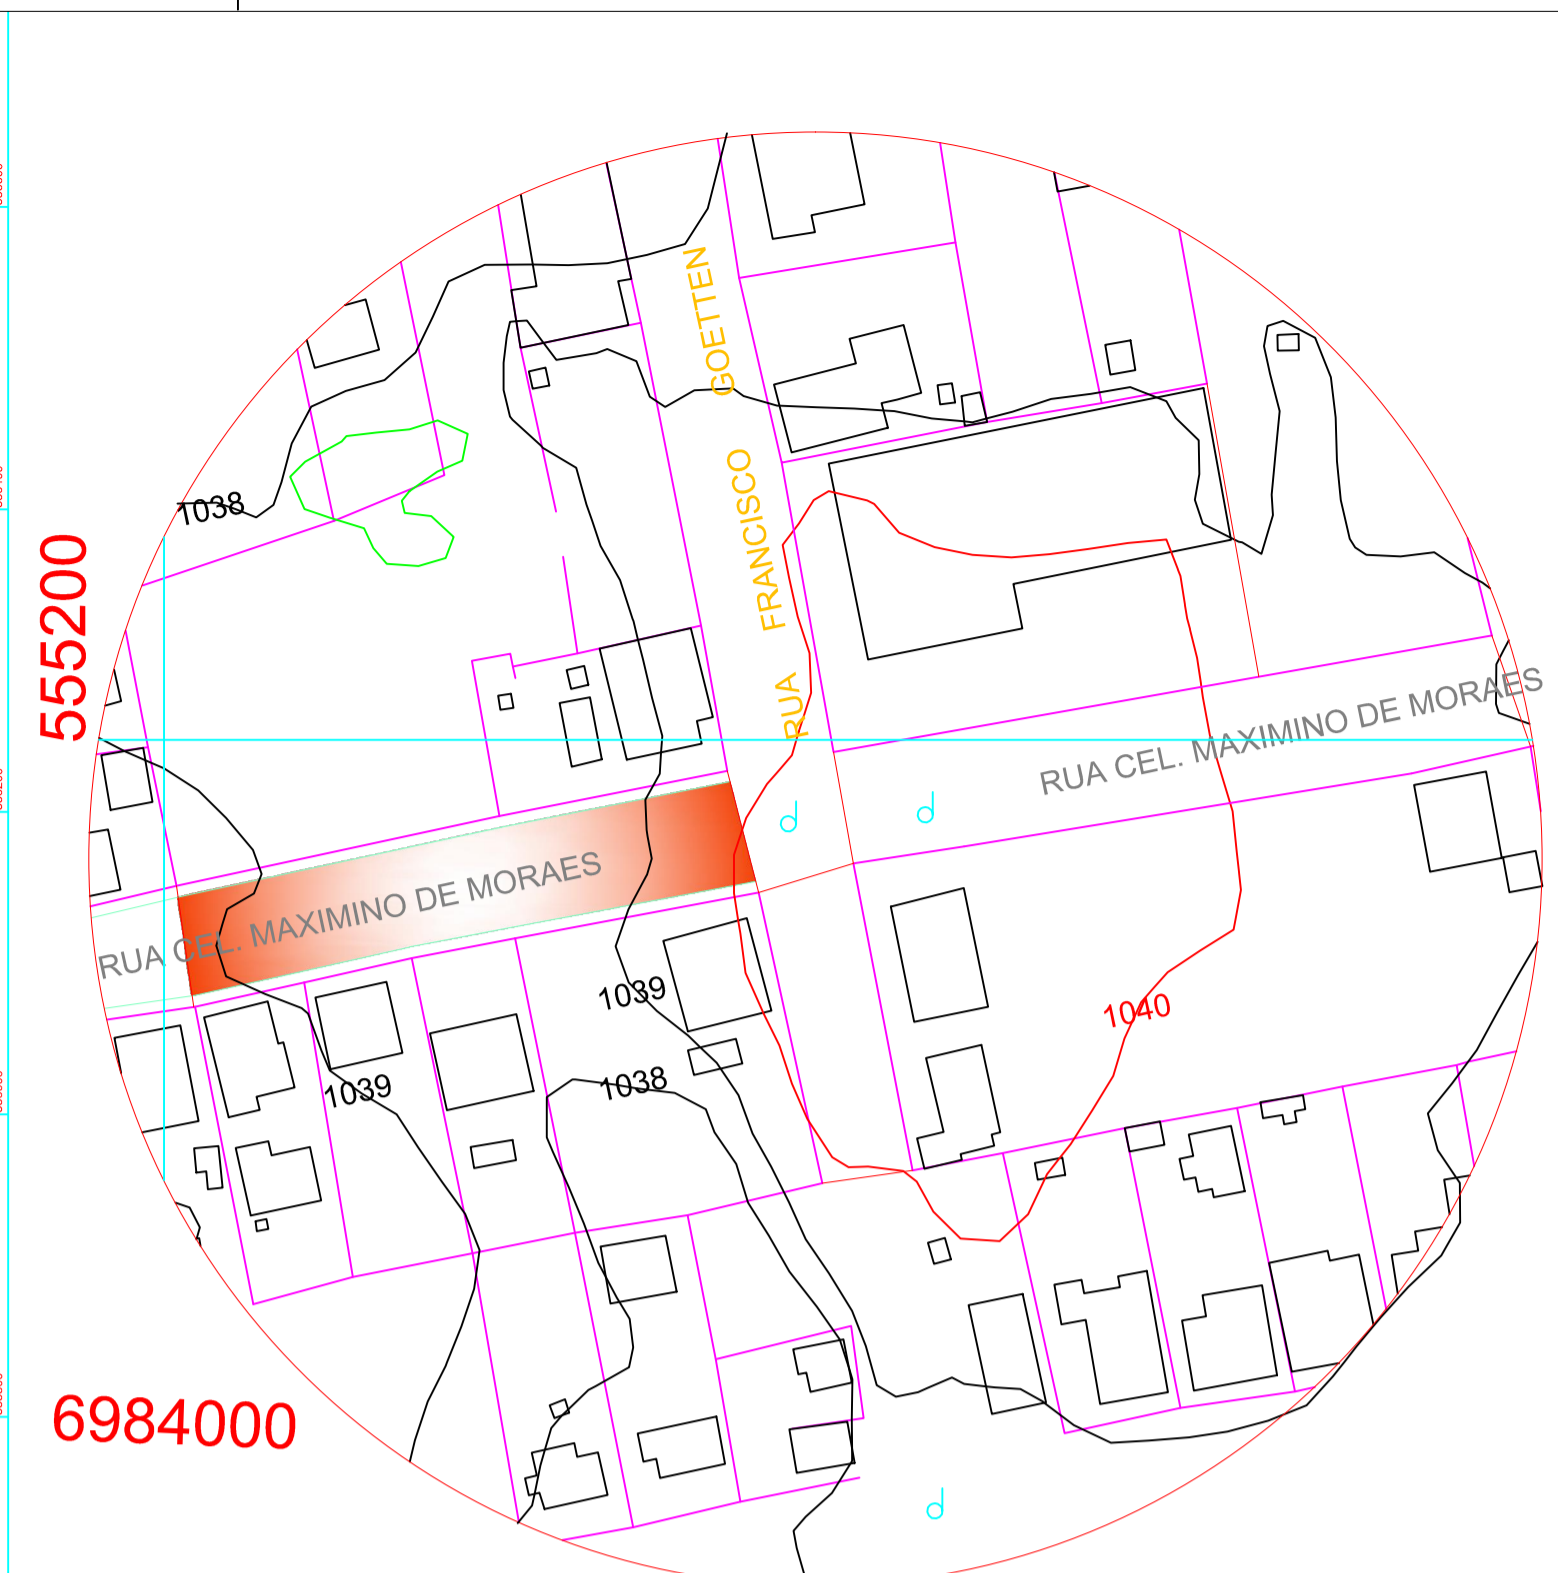 GOETTEN
FRANCISCO
RUA
1038
555200
RUA CEL. MAXIMINO DE MORAES
RUA CEL. MAXIMINO DE MORAES
1039
1040
1038
1039
6984000